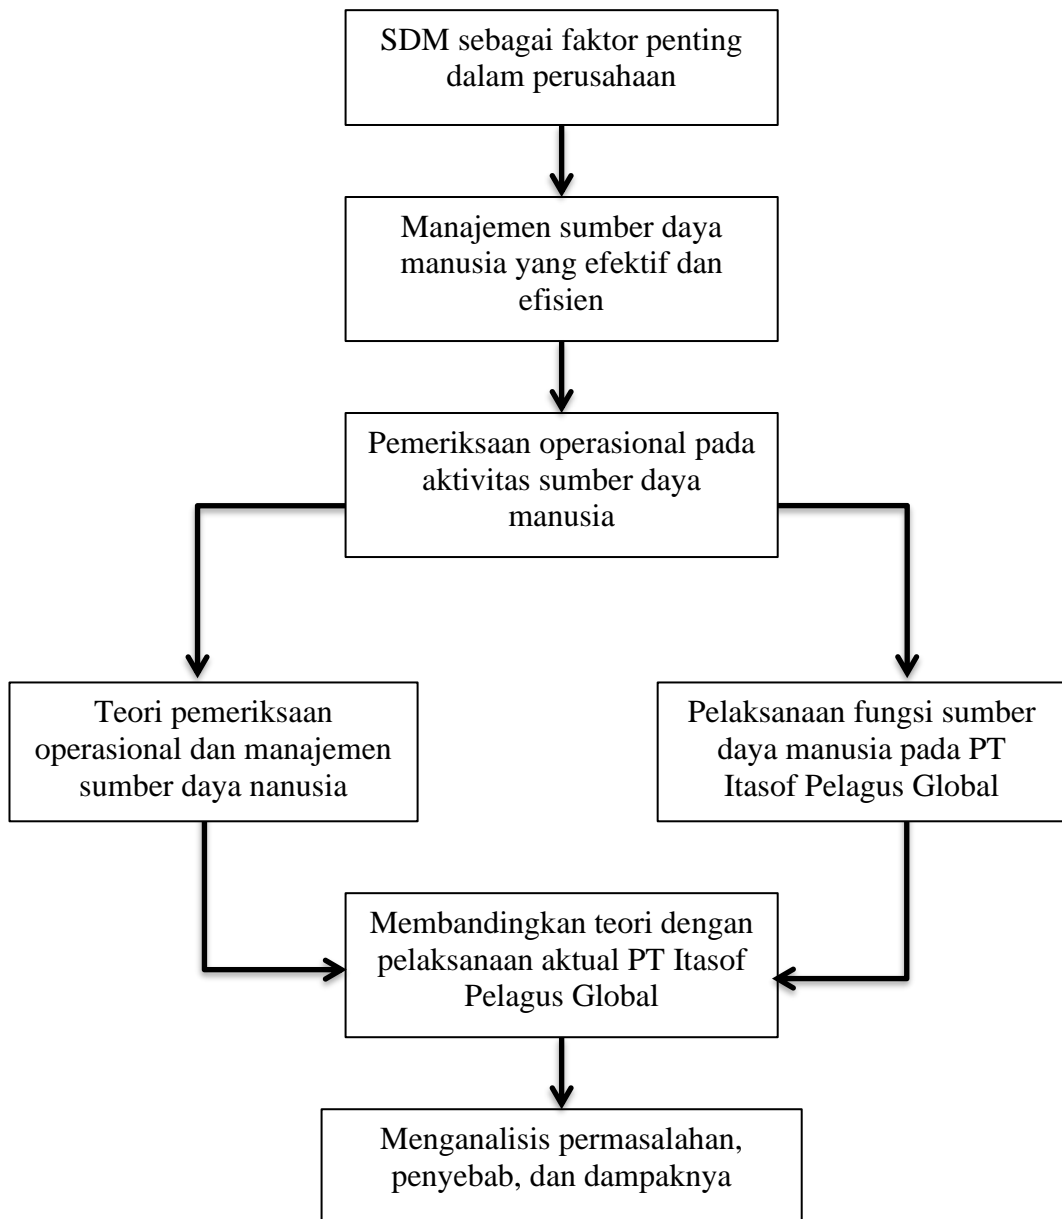 SDM sebagai faktor penting
dalam perusahaan
Manajemen sumber daya
manusia yang efektif dan
efisien
Pemeriksaan operasional pada
aktivitas sumber daya
manusia
Teori pemeriksaan
operasional dan manajemen
sumber daya nanusia
Pelaksanaan fungsi sumber
daya manusia pada PT
Itasof Pelagus Global
Membandingkan teori dengan
pelaksanaan aktual PT Itasof
Pelagus Global
Menganalisis permasalahan,
penyebab, dan dampaknya